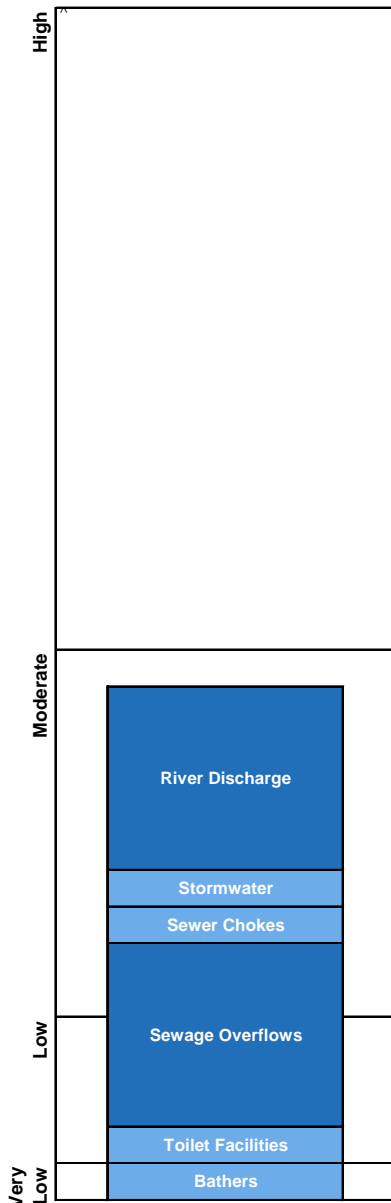 High
Moderate
River Discharge
Stormwater
Sewer Chokes
Sewage Overflows
Low
Toilet Facilities
Very
Low
Bathers